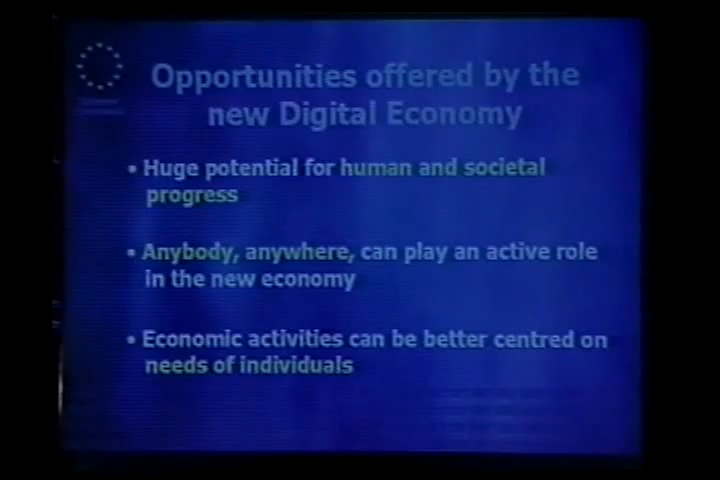 Opportunities offered by the
new Digital Economy
• Huge potential for human and societal
progress
• Anybody, anywhere, can play an active role
in the new economy
• Economic activities can be better centred on
needs of individuals